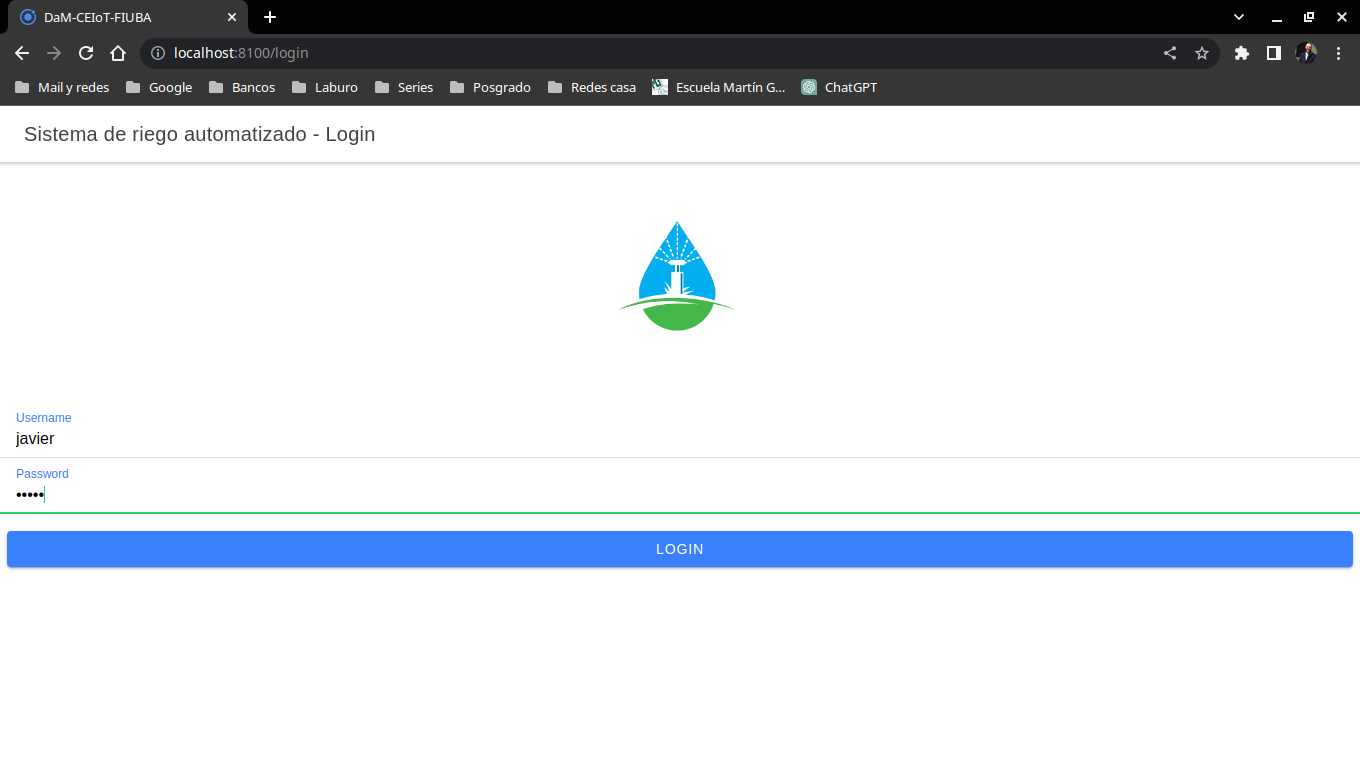 DaM-CEIoT-FIUBA
localhost:8100/login
Mail y redes Google Bancos Laburo Series Posgrado Redes casa Escuela Martín G... ChatGPT
Sistema de riego automatizado - Login
Username
javier
Password
•••••
LOGIN